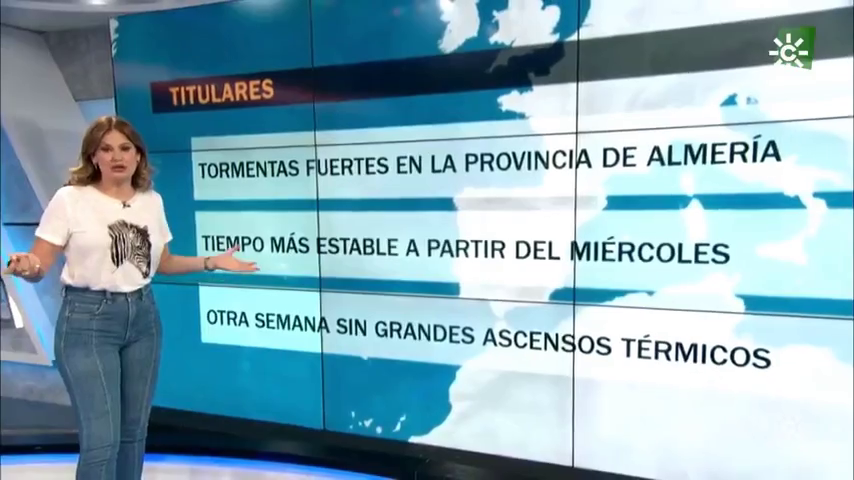 TITULARES
TORMENTAS FUERTES EN LA PROVINCIA DE ALMERÍA
TIEMPO MÁS ESTABLE A PARTIR DEL MIÉRCOLES
OTRA SEMANA SIN GRANDES ASCENSOS TÉRMICOS